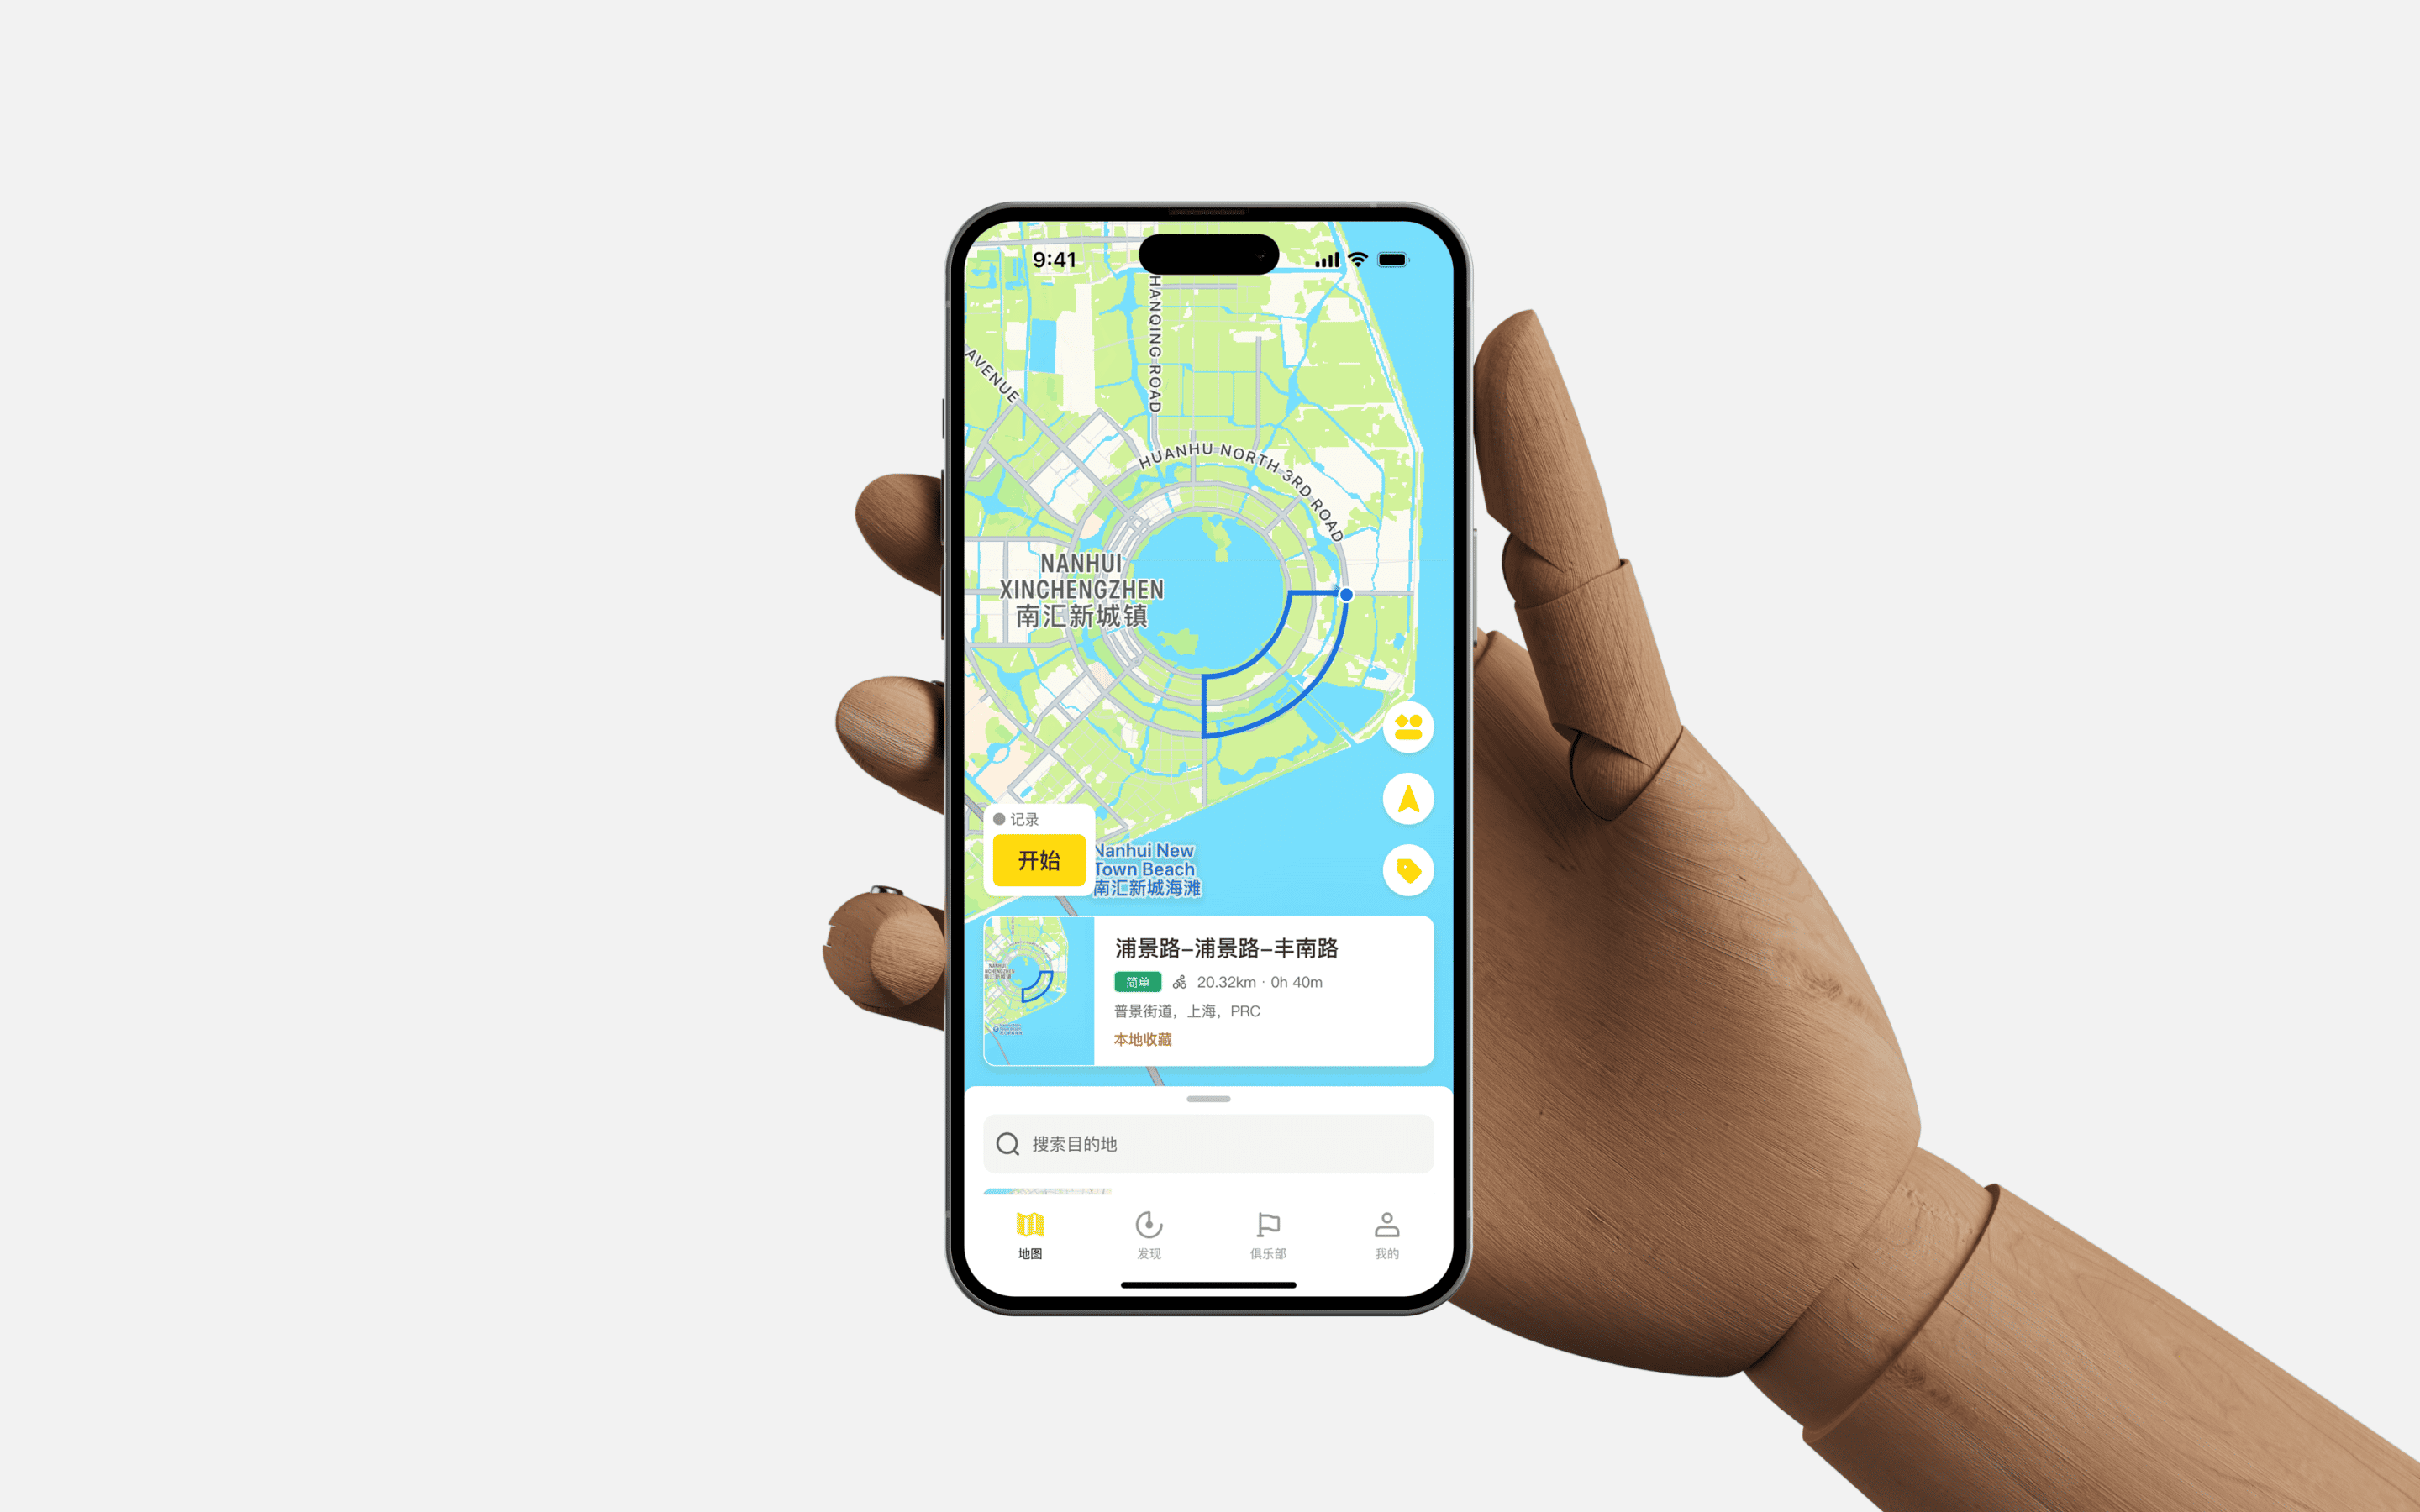 9:41
HANQING ROAD
AVENUE
HUANHU NORTH 3RD ROAD
NANHUI
XINCHENGZHEN
南汇新城镇
记录
开始
Nanhui New
Town Beach
南汇新城海滩
浦景路–浦景路–丰南路
简单 20.32km · 0h 40m
普景街道，上海，PRC
本地收藏
搜索目的地
地图
发现
俱乐部
我的